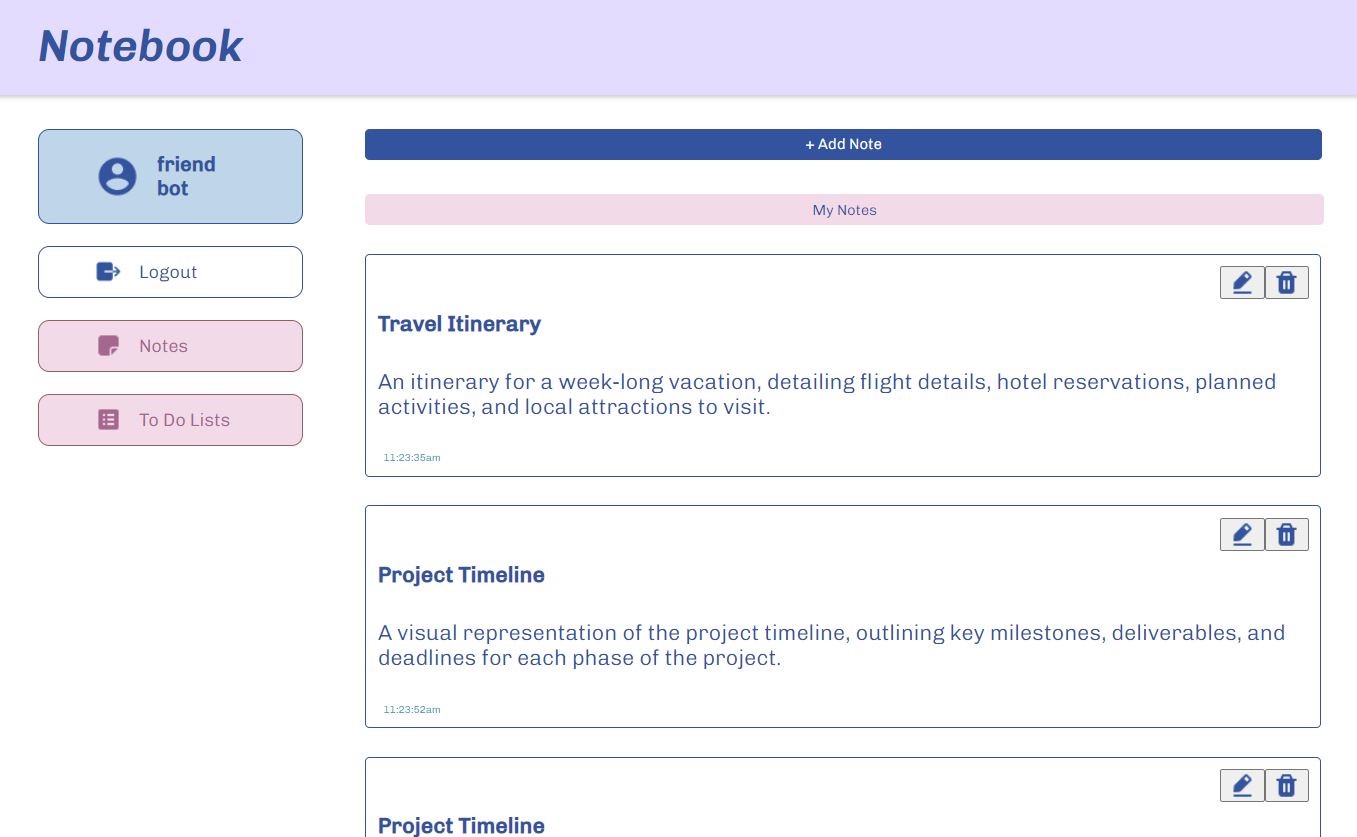 Notebook
friend
bot
Logout
Notes
To Do Lists
+ Add Note
My Notes
Travel Itinerary
An itinerary for a week-long vacation, detailing flight details, hotel reservations, planned
activities, and local attractions to visit.
11:23:35am
Project Timeline
A visual representation of the project timeline, outlining key milestones, deliverables, and
deadlines for each phase of the project.
11:23:52am
Project Timeline